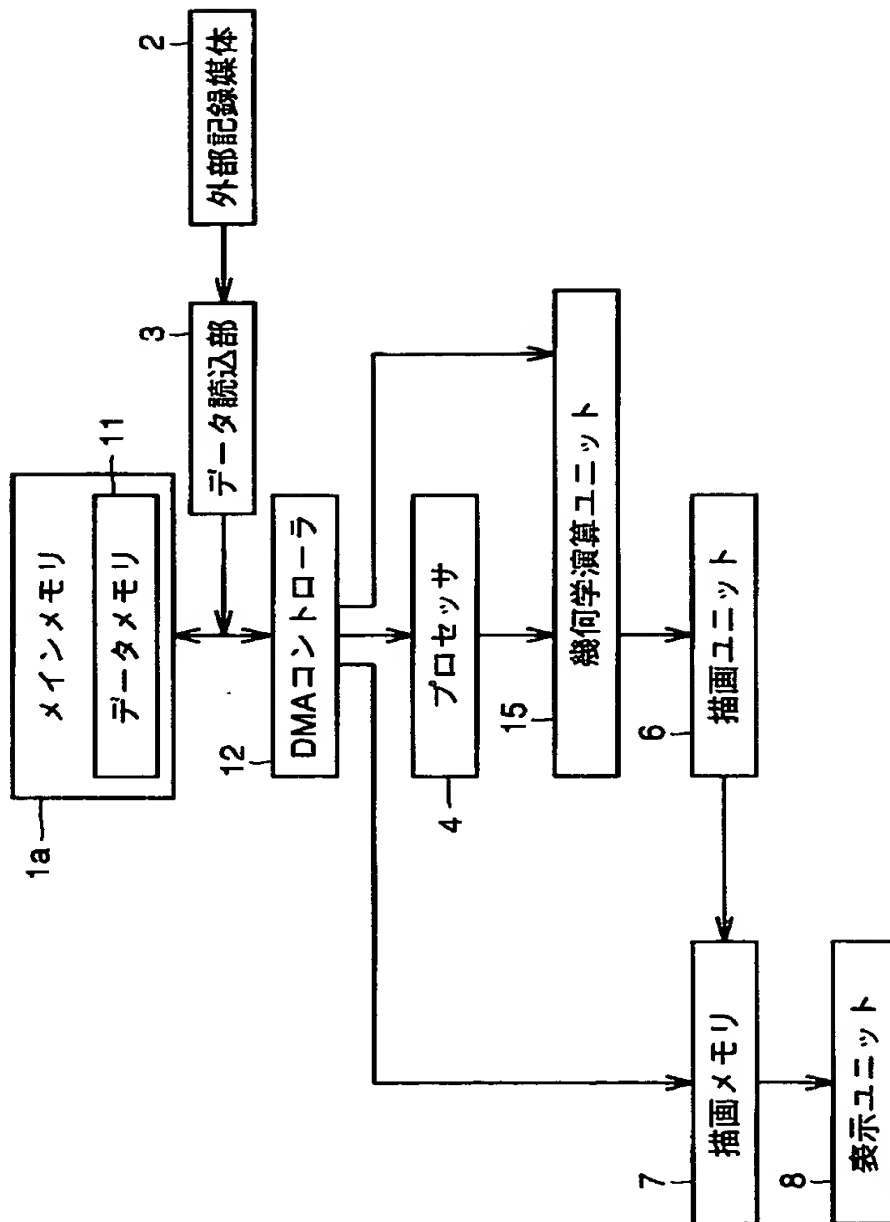 メインメモリ
データメモリ
1a
11
外部記録媒体
2
データ読込部
3
DMAコントローラ
12
プロセッサ
4
幾何学演算ユニット
15
描画ユニット
6
描画メモリ
7
表示ユニット
8